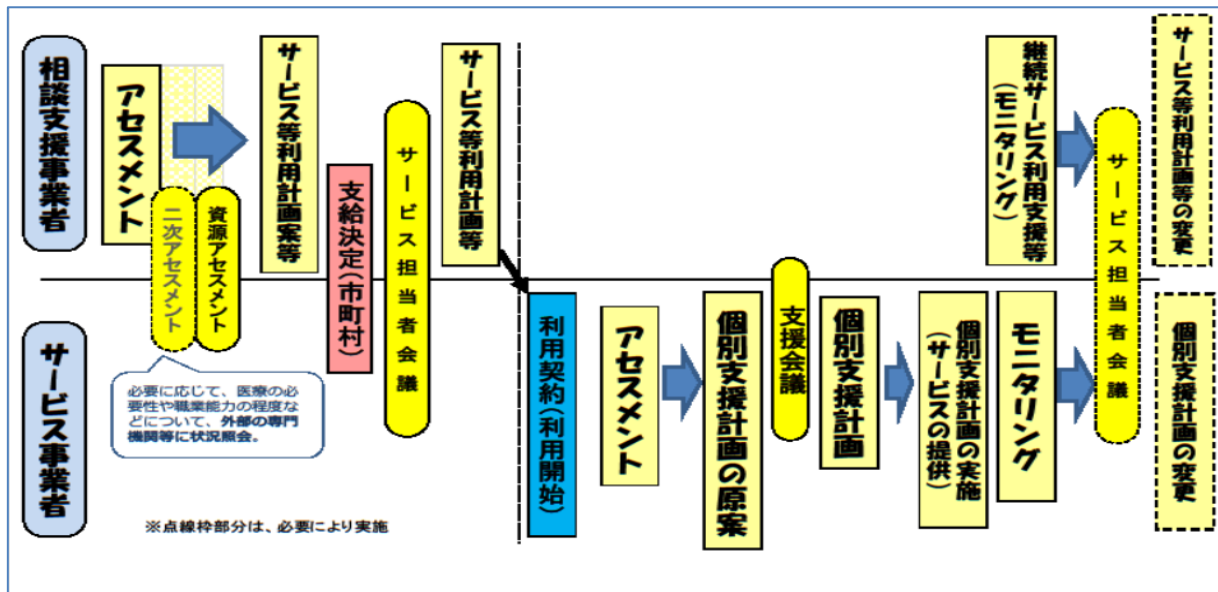 相談支援事業者
アセスメント
二次アセスメント
資源アセスメント
サービス等利用計画案等
支給決定(市町村)
サービス担当者会議
サービス等利用計画等
継続サービス利用支援等
(モニタリング)
サービス担当者会議
サービス等利用計画等の変更
サービス事業者
必要に応じて、医療の必
要性や職業能力の程度な
どについて、外部の専門
機関等に状況照会。
※点線枠部分は、必要により実施
利用契約(利用開始)
アセスメント
個別支援計画の原案
支援会議
個別支援計画
個別支援計画の実施
(サービスの提供)
モニタリング
個別支援計画の変更